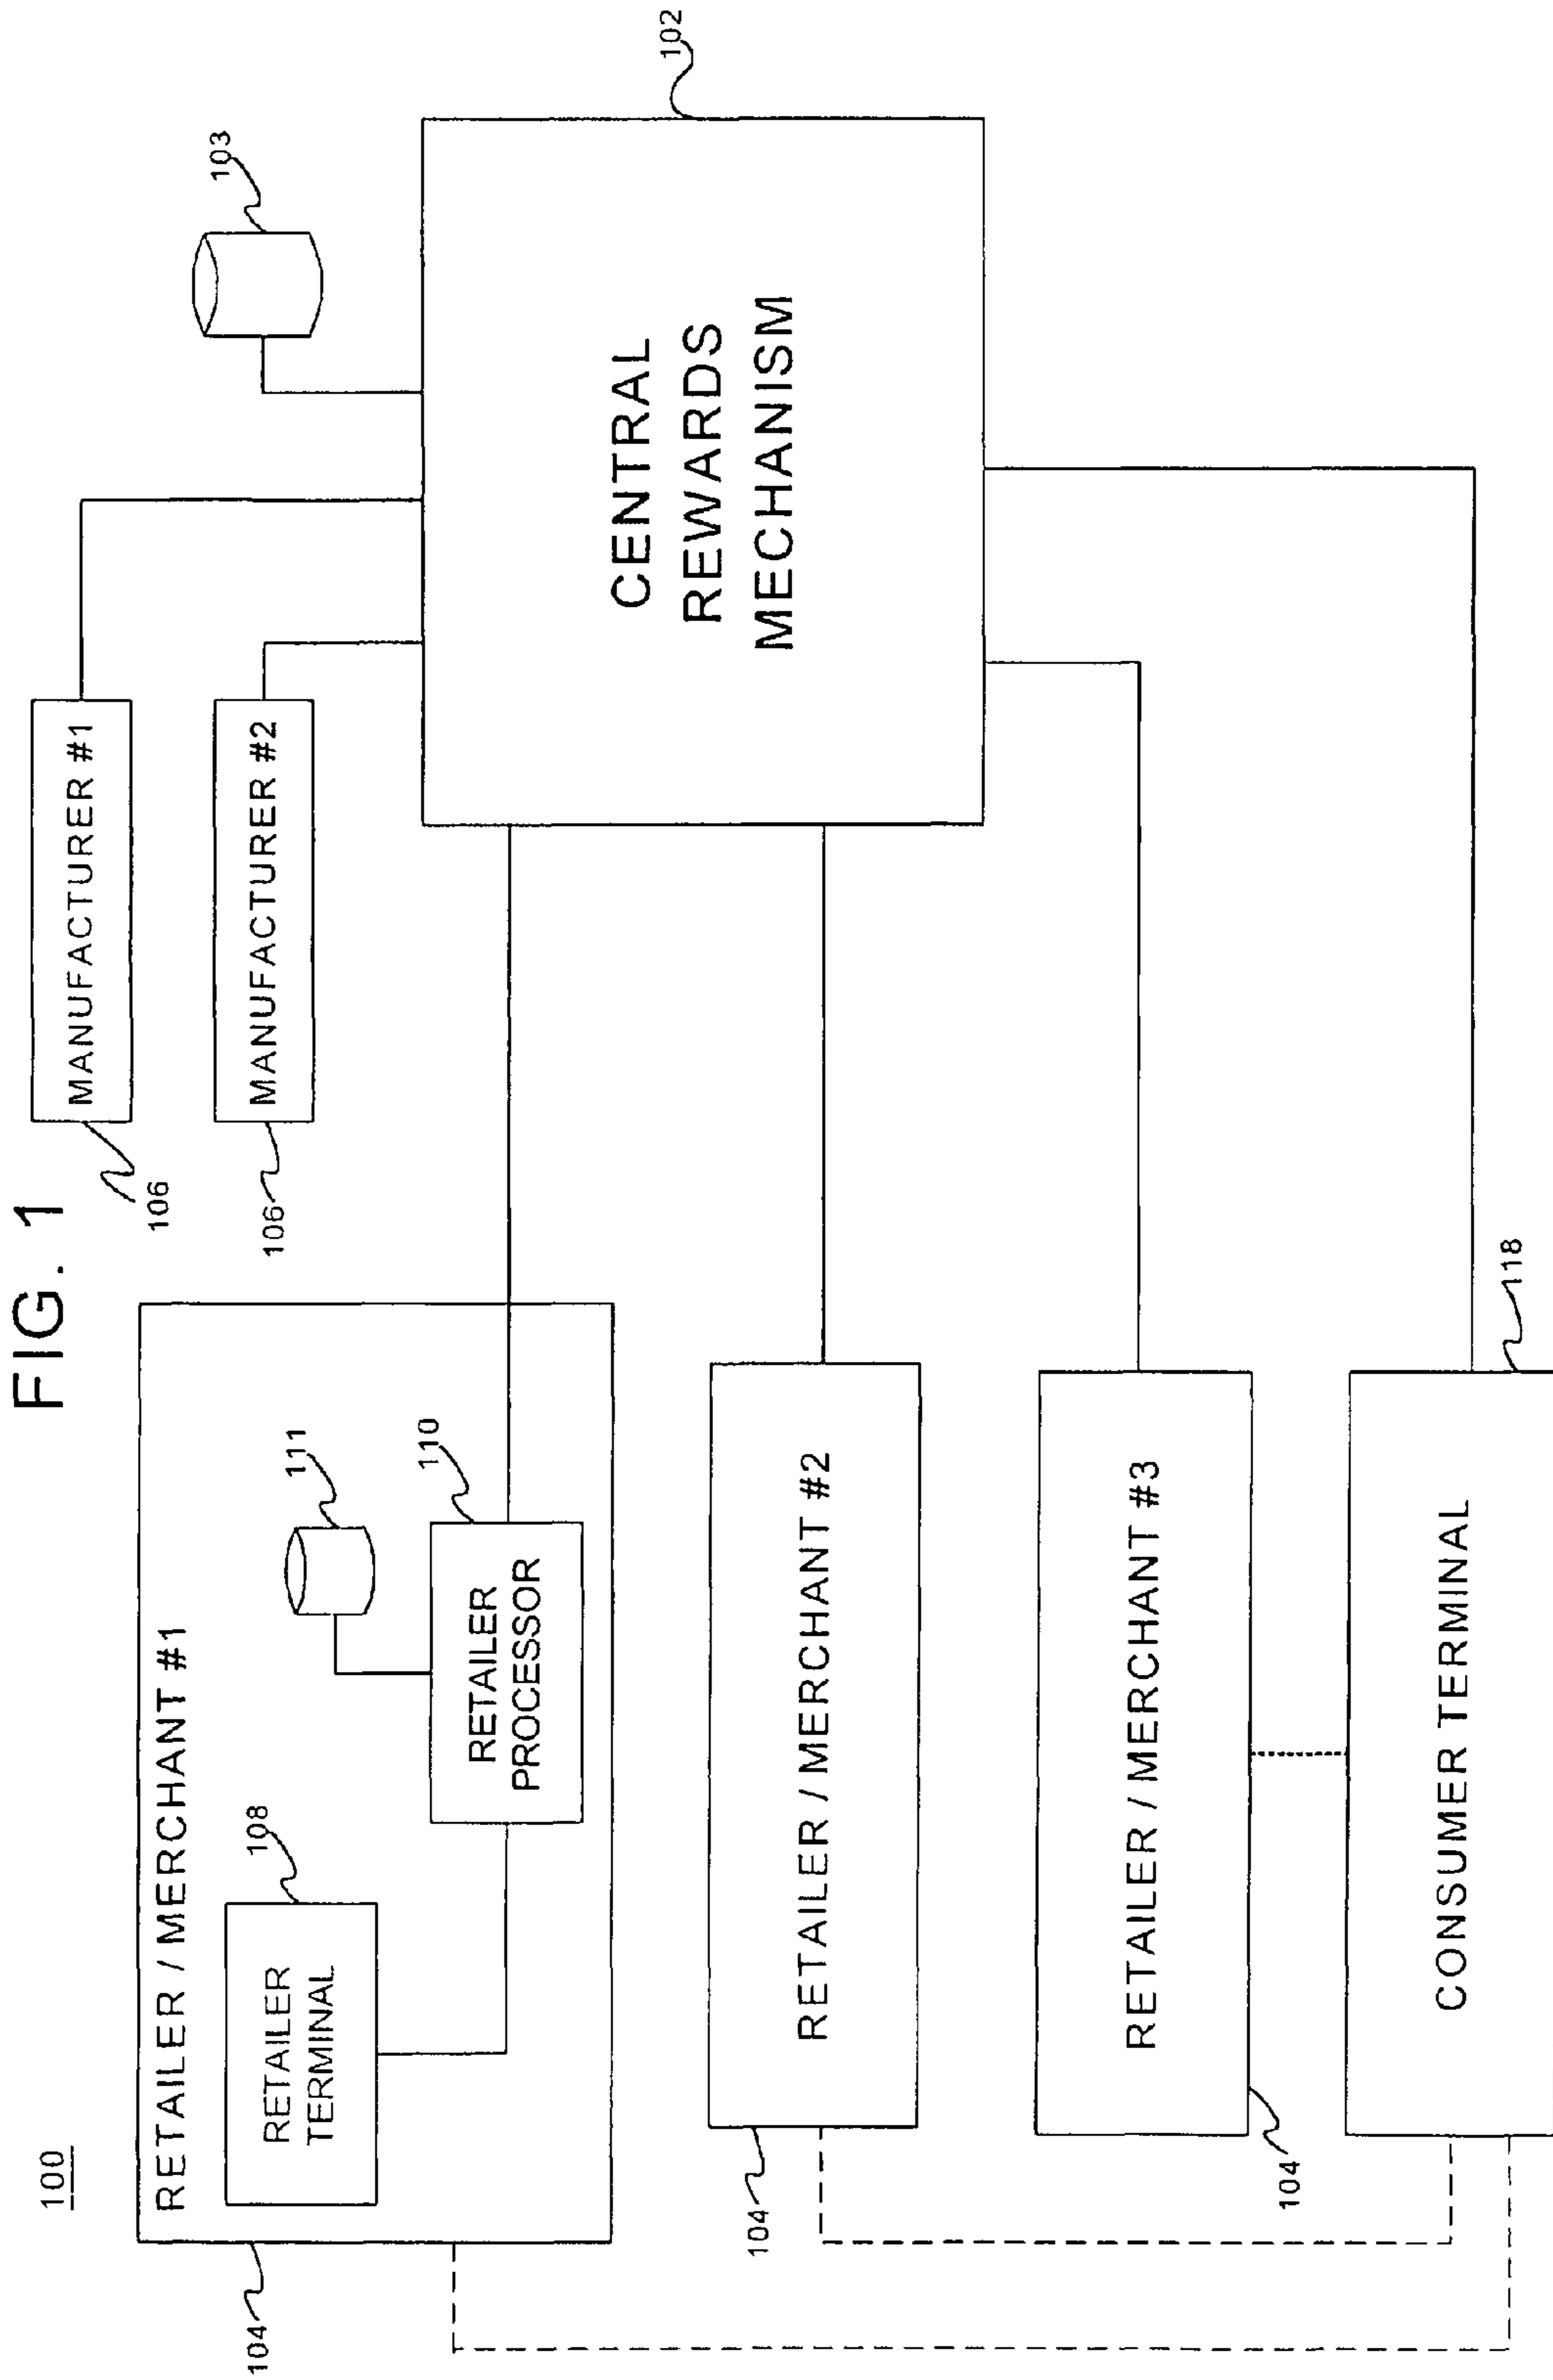 FIG. 1
100
RETAILER / MERCHANT #1
RETAILER
TERMINAL
108
RETAILER
PROCESSOR
110
111
104
MANUFACTURER #1
106
MANUFACTURER #2
106
103
CENTRAL
REWARDS
MECHANISM
102
RETAILER / MERCHANT #2
104
RETAILER / MERCHANT #3
104
CONSUMER TERMINAL
118